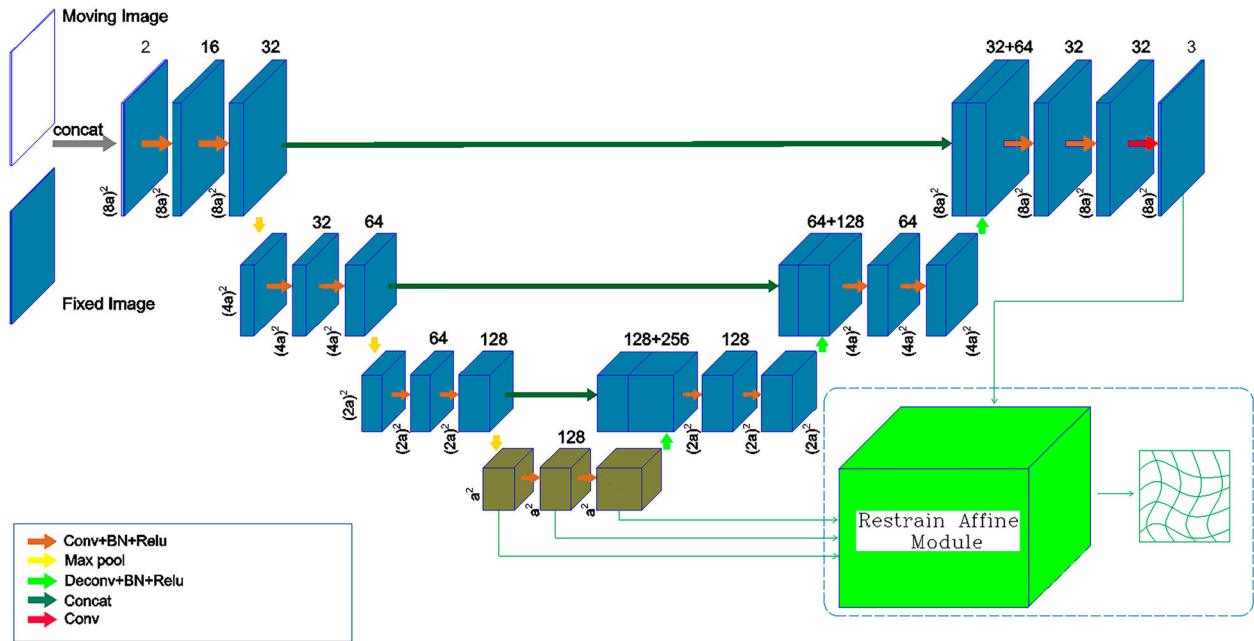 Moving Image
2
16
32
32+64
32
32
3
concat
(8a)²
(8a)²
(8a)²
(8a)²
(8a)²
(8a)²
(8a)²
Fixed Image
32
64
64+128
64
(4a)²
(4a)²
(4a)²
(4a)²
(4a)²
(4a)²
64
128
128+256
128
(2a)²
(2a)²
(2a)²
(2a)²
(2a)²
(2a)²
128
a²
a²
a²
Restrain Affine
Module
Conv+BN+Relu
Max pool
Deconv+BN+Relu
Concat
Conv